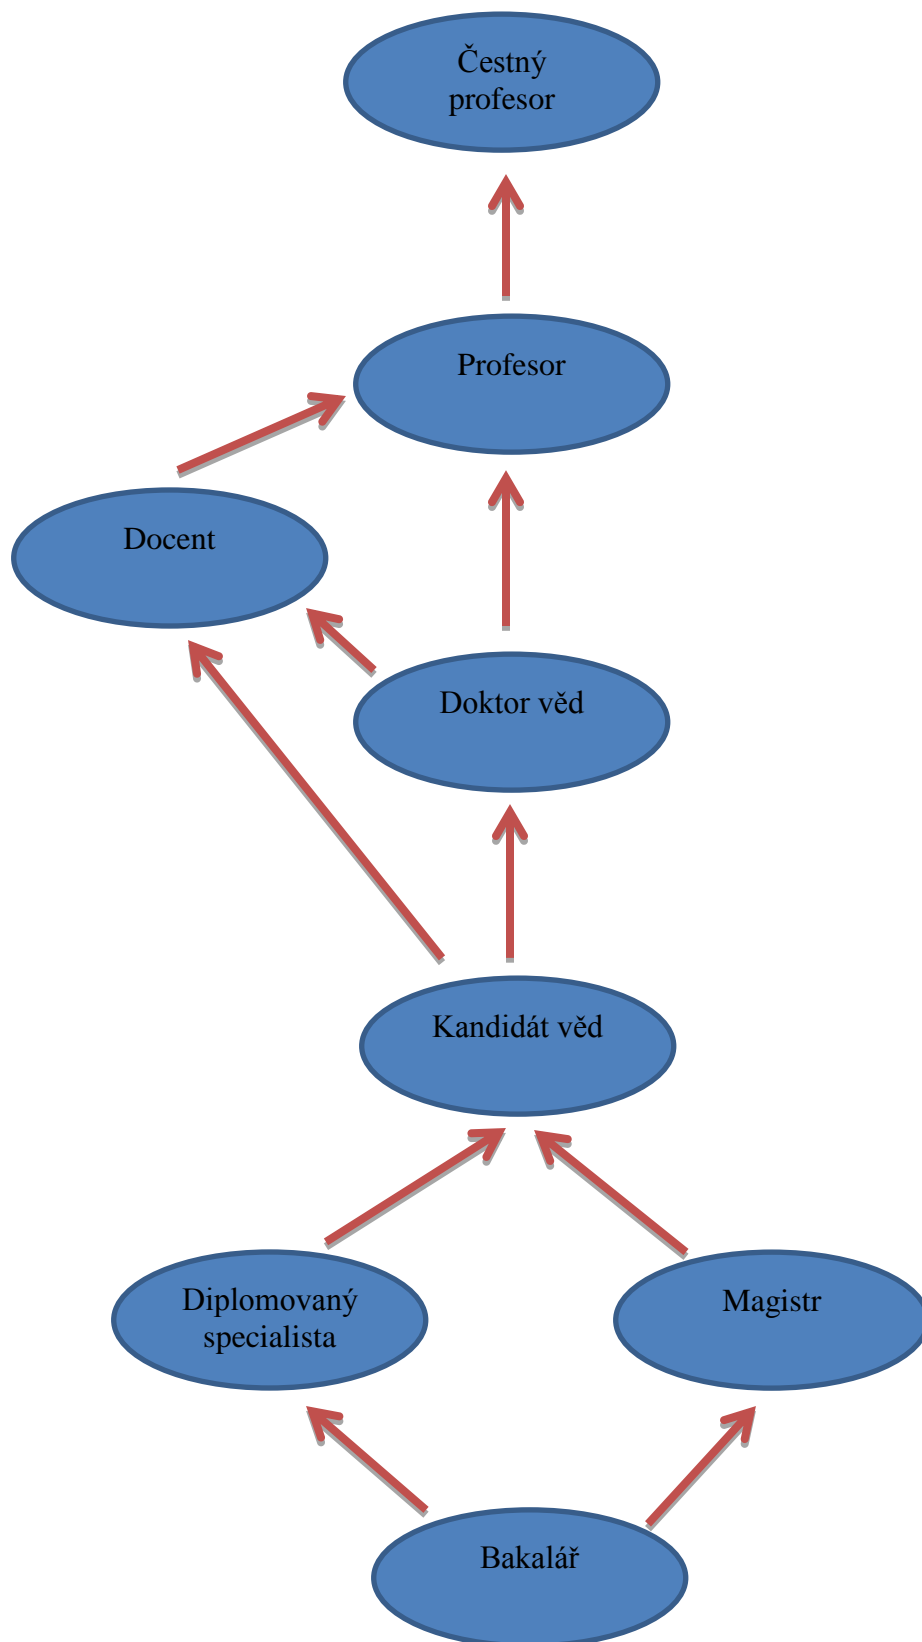 Čestný
profesor
Profesor
Docent
Doktor věd
Kandidát věd
Diplomovaný
specialista
Magistr
Bakalář